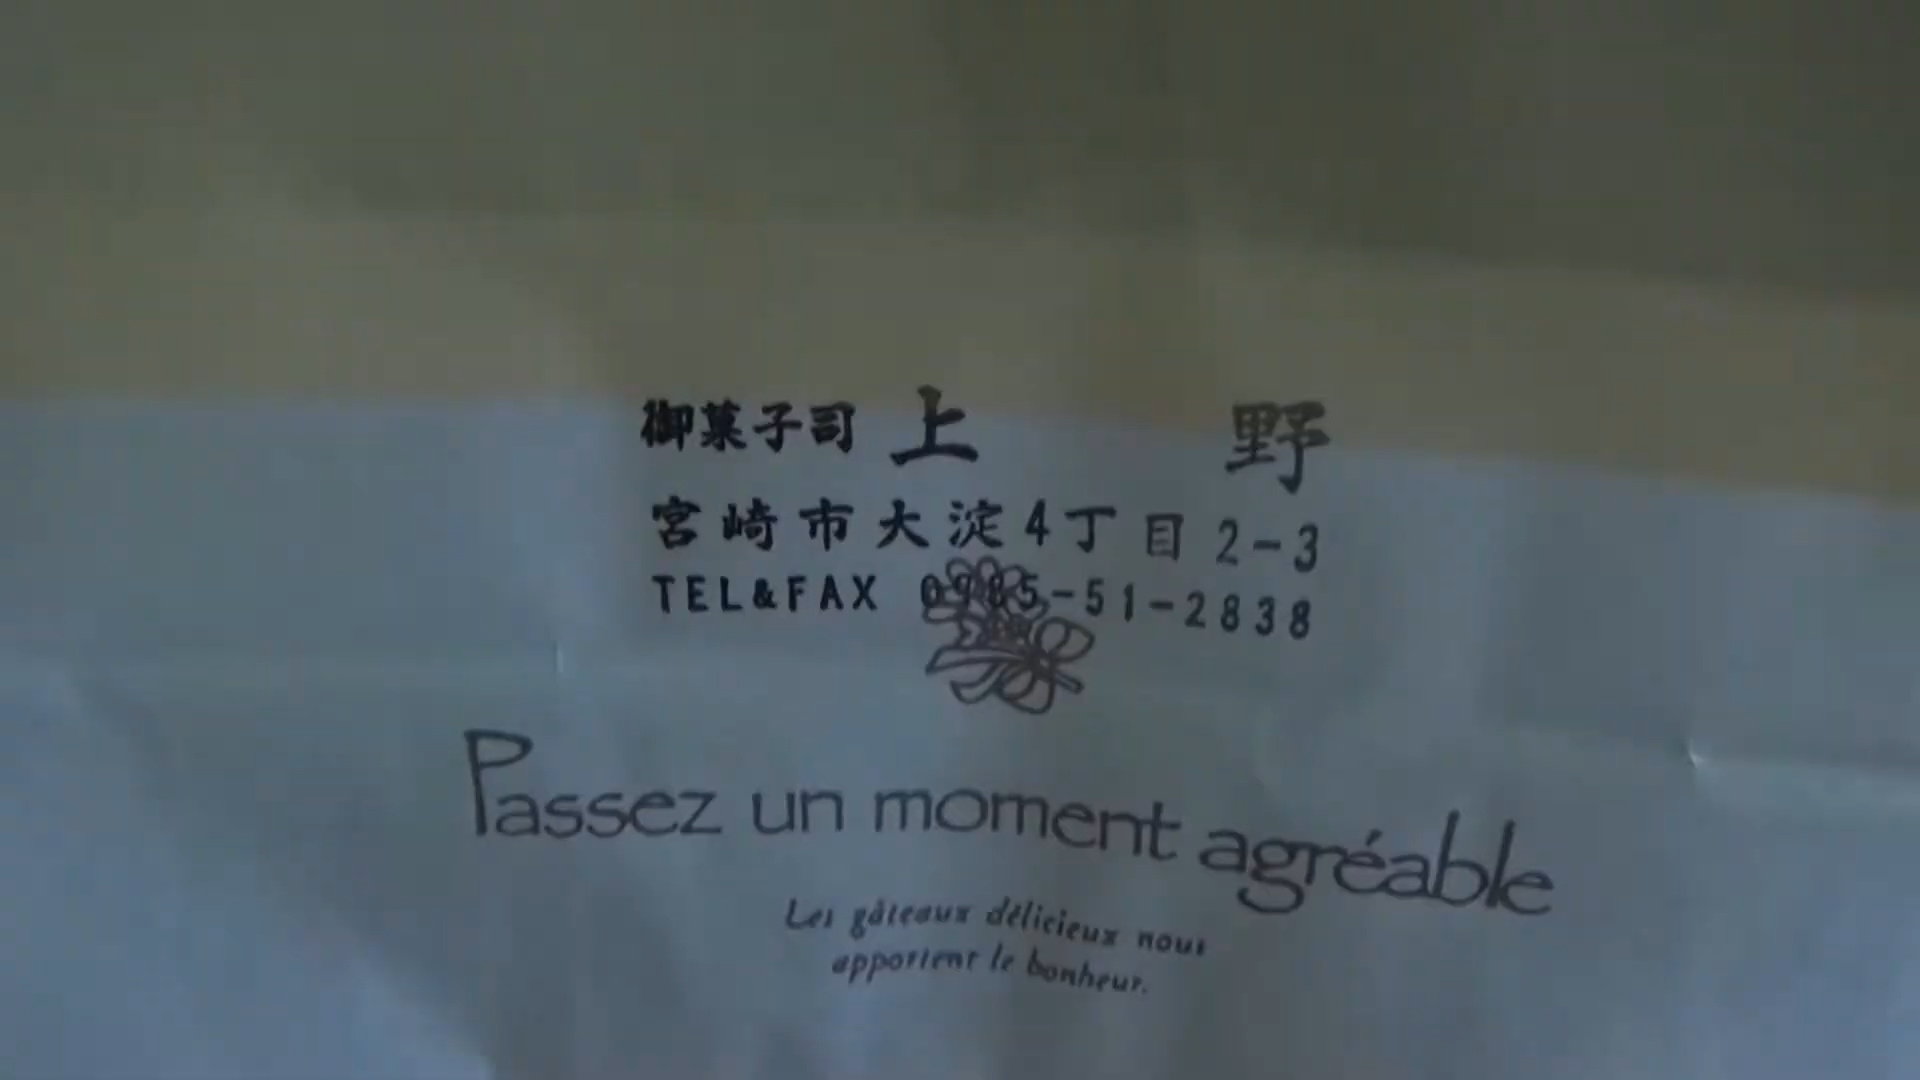 御菓子司 上 野
宮崎市大淀4丁目2-3
TEL&FAX 0985-51-2838
Passez un moment agréable
Les gâteaux délicieux nous
apportent le bonheur.